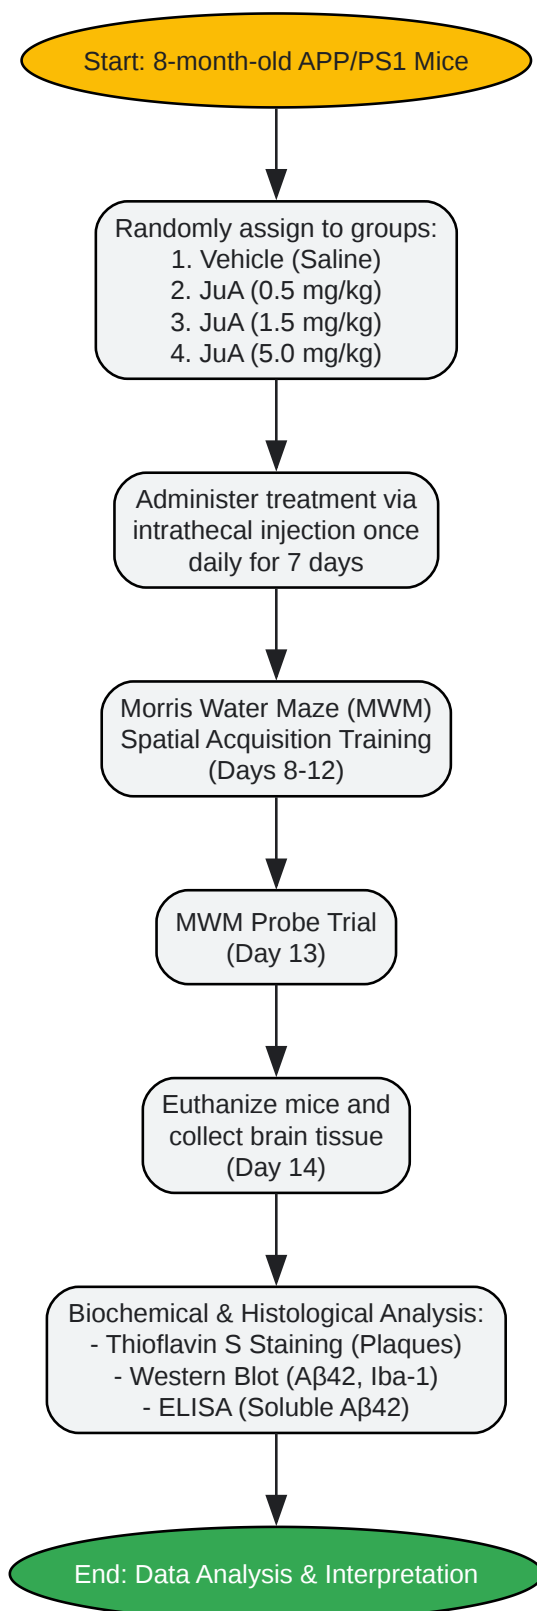 Start: 8-month-old APP/PS1 Mice
Randomly assign to groups:
1. Vehicle (Saline)
2. JuA (0.5 mg/kg)
3. JuA (1.5 mg/kg)
4. JuA (5.0 mg/kg)
Administer treatment via
intrathecal injection once
daily for 7 days
Morris Water Maze (MWM)
Spatial Acquisition Training
(Days 8-12)
MWM Probe Trial
(Day 13)
Euthanize mice and
collect brain tissue
(Day 14)
Biochemical & Histological Analysis:
- Thioflavin S Staining (Plaques)
- Western Blot (Aβ42, Iba-1)
- ELISA (Soluble Aβ42)
End: Data Analysis & Interpretation